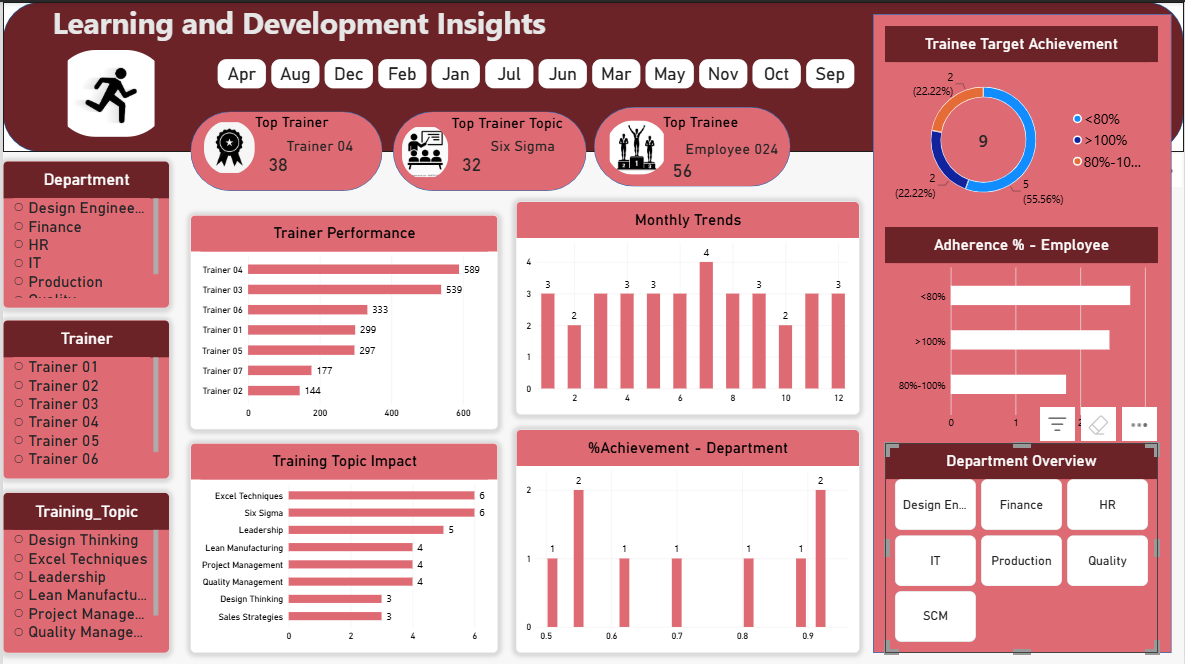 Learning and Development Insights
Apr Aug Dec Feb Jan Jul Jun Mar May Nov Oct Sep
Top Trainer
Trainer 04
38
Top Trainer Topic
Six Sigma
32
Top Trainee
Employee 024
56
Department
Design Enginee...
Finance
HR
IT
Production
Trainer
Trainer 01
Trainer 02
Trainer 03
Trainer 04
Trainer 05
Trainer 06
Training_Topic
Design Thinking
Excel Techniques
Leadership
Lean Manufactu...
Project Manage...
Quality Manage...
Trainer Performance
Trainer 04 589
Trainer 03 539
Trainer 06 333
Trainer 01 299
Trainer 05 297
Trainer 07 177
Trainer 02 144
0 200 400 600
Monthly Trends
4
3 3 3 3 3
2 2
4
3
2
1
0
2 4 6 8 10 12
Training Topic Impact
Excel Techniques 6
Six Sigma 6
Leadership 5
Lean Manufacturing 4
Project Management 4
Quality Management 4
Design Thinking 3
Sales Strategies 3
0 2 4 6
%Achievement - Department
2 2
1 1 1 1 1
2
1
0
0.5 0.6 0.7 0.8 0.9
Trainee Target Achievement
2
(22.22%)
9
2
(22.22%)
5
(55.56%)
<80%
>100%
80%-10...
Adherence % - Employee
<80%
>100%
80%-100%
0 1
Department Overview
Design En... Finance HR
IT Production Quality
SCM